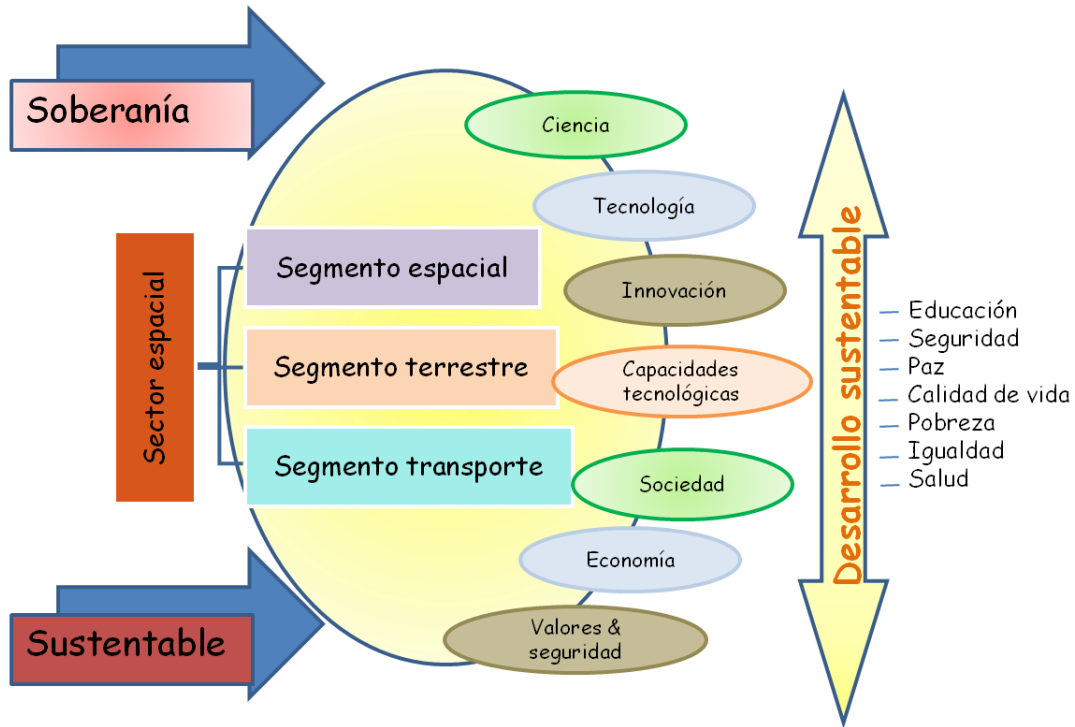 Soberanía
Ciencia
Tecnología
Segmento espacial
Innovación
Sector espacial
Segmento terrestre
Capacidades
tecnológicas
Segmento transporte
Sociedad
Economía
Sustentable
Valores &
seguridad
Desarrollo sustentable
Educación
Seguridad
Paz
Calidad de vida
Pobreza
Igualdad
Salud